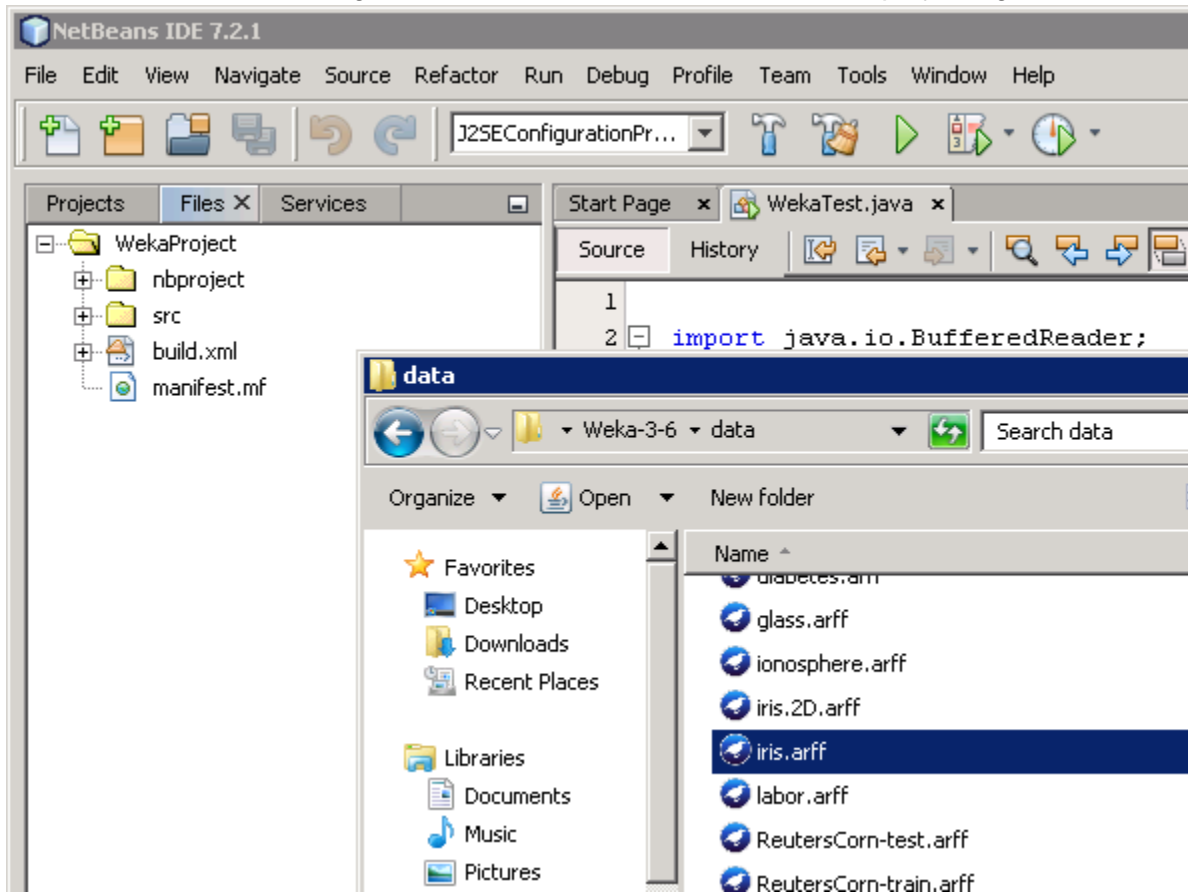 NetBeans IDE 7.2.1
File Edit View Navigate Source Refactor Run Debug Profile Team Tools Window Help
J2SEConfigurationPr...
Projects Files Services
Start Page WekaTest.java
WekaProject
Source History
nbproject
1
src
2 import java.io.BufferedReader;
build.xml
manifest.mf
data
Weka-3-6 data Search data
Organize Open New folder
Name
Favorites
diabetes.arff
Desktop
glass.arff
Downloads
ionosphere.arff
Recent Places
iris.2D.arff
Libraries
iris.arff
Documents
labor.arff
Music
ReutersCorn-test.arff
Pictures
ReutersCorn-train.arff